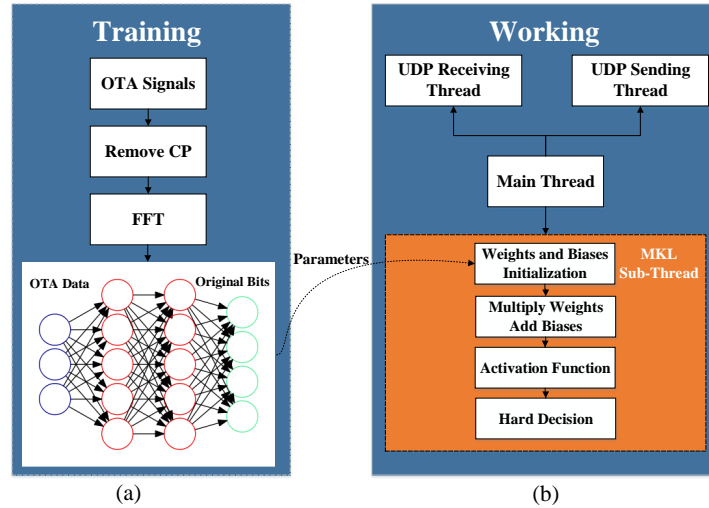 Training
OTA Signals
Remove CP
FFT
OTA Data
Original Bits
(a)
Parameters
Working
UDP Receiving
Thread
UDP Sending
Thread
Main Thread
MKL
Sub-Thread
Weights and Biases
Initialization
Multiply Weights
Add Biases
Activation Function
Hard Decision
(b)